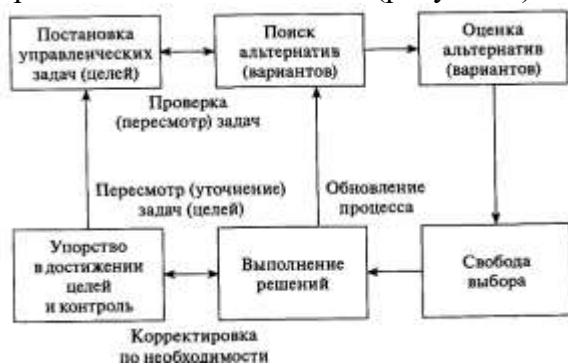 Постановка
управленческих
задач (целей)
Поиск
альтернатив
(вариантов)
Оценка
альтернатив
(вариантов)
Проверка
(пересмотр) задач
Пересмотр (уточнение)
задач (целей)
Обновление
процесса
Упорство
в достижении
целей
и контроль
Выполнение
решений
Свобода
выбора
Корректировка
по необходимости